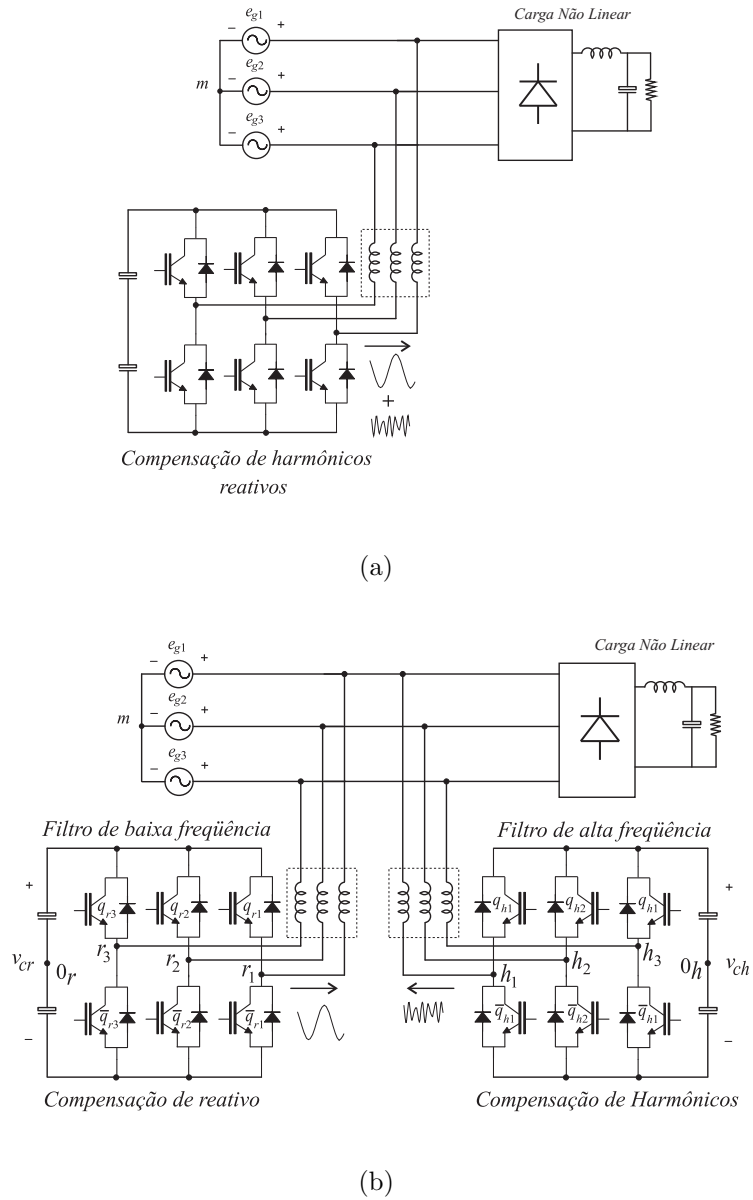 Carga Não Linear
− e_g1 +
− e_g2 +
m
− e_g3 +
+
Compensação de harmônicos
reativos
(a)
Carga Não Linear
− e_g1 +
− e_g2 +
m
− e_g3 +
Filtro de baixa freqüência
Filtro de alta freqüência
+ q_r3 q_r2 q_r1
q_h1 q_h2 q_h1 +
r_3 r_2 r_1
h_1 h_2 h_3
v_cr 0_r
0_h v_ch
− q̅_r3 q̅_r2 q̅_r1
q̅_h1 q̅_h2 q̅_h1 −
Compensação de reativo
Compensação de Harmônicos
(b)